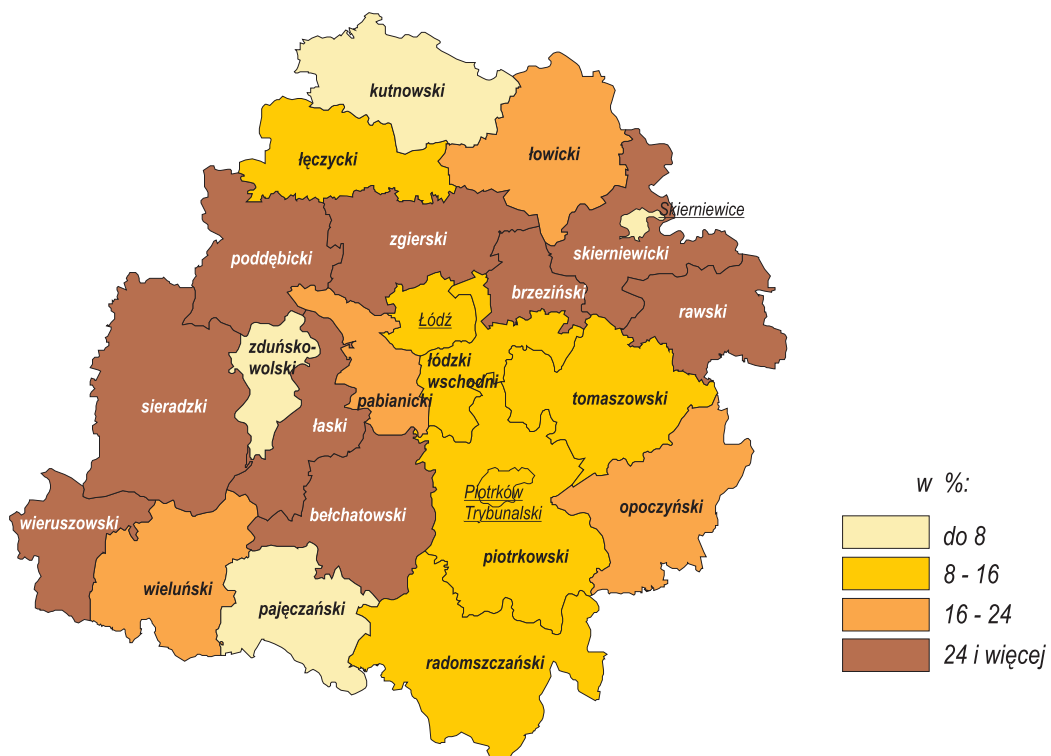 kutnowski
łęczycki
łowicki
Skierniewice
zgierski
skierniewicki
poddębicki
brzeziński
rawski
Łódź
zduńsko-
wolski
łódzki
wschodni
pabianicki
tomaszowski
sieradzki
łaski
Piotrków
Trybunalski
opoczyński
wieruszowski
bełchatowski
piotrkowski
wieluński
pajęczański
radomszczański
w %:
do 8
8 - 16
16 - 24
24 i więcej